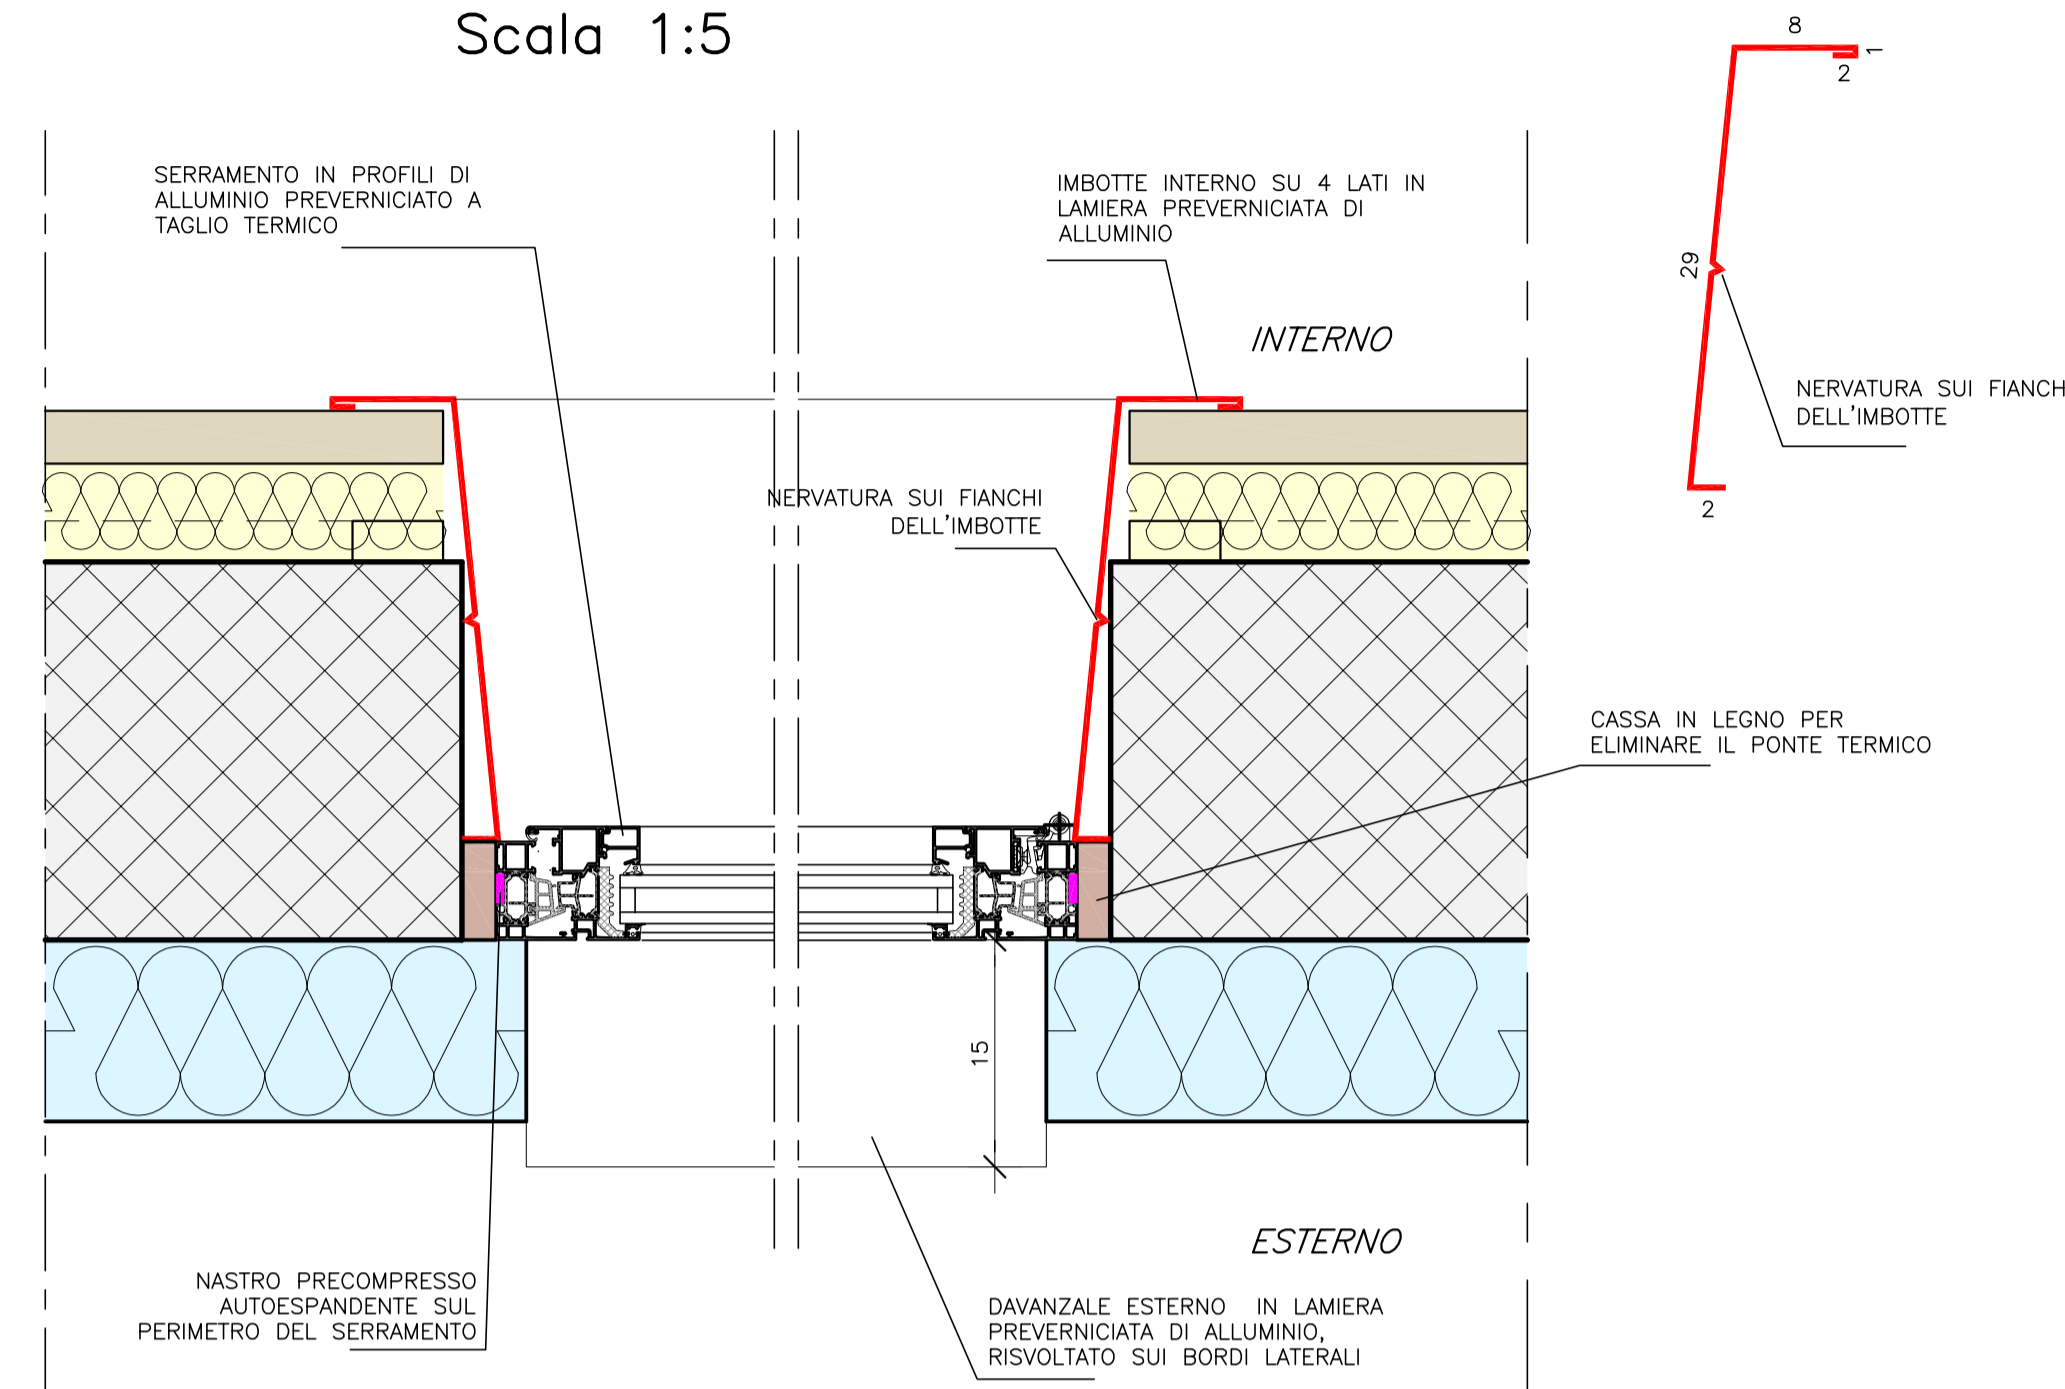 Scala 1:5
8
1
2
29
NERVATURA SUI FIANCH
DELL'IMBOTTE
2
SERRAMENTO IN PROFILI DI
ALLUMINIO PREVERNICIATO A
TAGLIO TERMICO
IMBOTTE INTERNO SU 4 LATI IN
LAMIERA PREVERNICIATA DI
ALLUMINIO
INTERNO
NERVATURA SUI FIANCHI
DELL'IMBOTTE
CASSA IN LEGNO PER
ELIMINARE IL PONTE TERMICO
15
ESTERNO
NASTRO PRECOMPRESSO
AUTOESPANDENTE SUL
PERIMETRO DEL SERRAMENTO
DAVANZALE ESTERNO IN LAMIERA
PREVERNICIATA DI ALLUMINIO,
RISVOLTATO SUI BORDI LATERALI